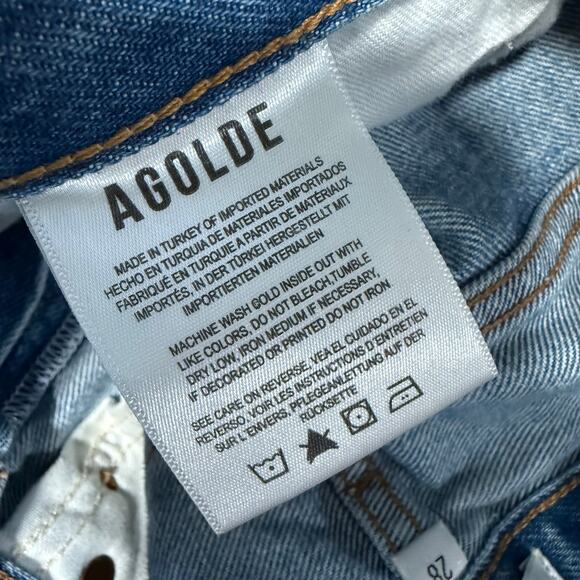 AGOLDE
MADE IN TURKEY OF IMPORTED MATERIALS
HECHO EN TURQUIA DE MATERIALES IMPORTADOS
FABRIQUÉ EN TURQUIE A PARTIR DE MATÉRIAUX
IMPORTÉS, IN DER TÜRKEI HERGESTELLT MIT
IMPORTIERTEN MATERIALIEN
MACHINE WASH GOLD INSIDE OUT WITH
LIKE COLORS. DO NOT BLEACH,TUMBLE
DRY LOW, IRON MEDIUM IF NECESSARY,
IF DECORATED OR PRINTED DO NOT IRON
SEE CARE ON REVERSE, VEA EL CUIDADO EN EL
REVERSO, VOIR LES INSTRUCTIONS D'ENTRETIEN
SUR L'ENVERS, PFLEGEANLEITUNG AUF DER
RÜCKSETTE
28